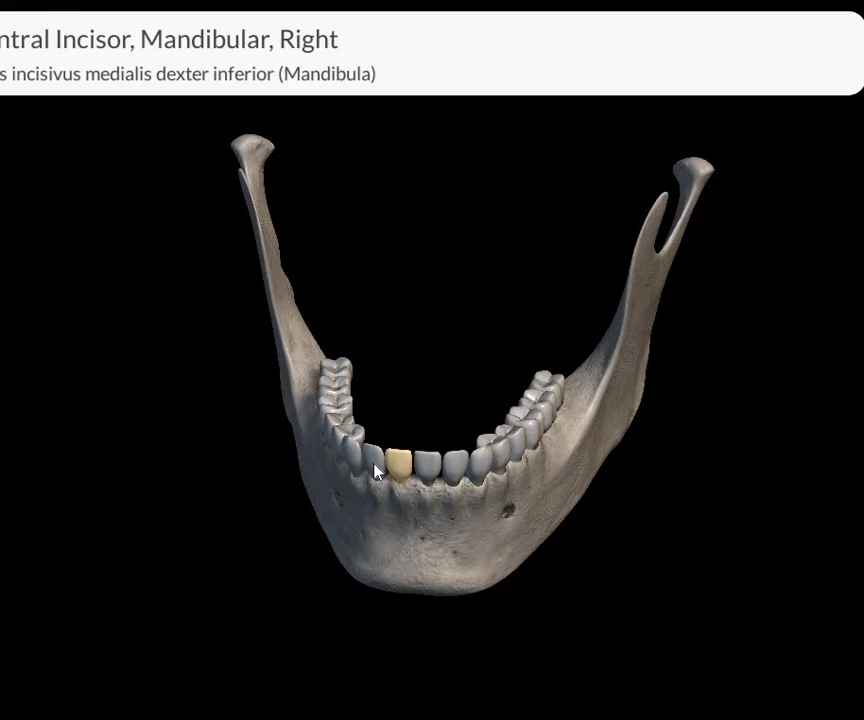 ntral Incisor, Mandibular, Right
s incisivus medialis dexter inferior (Mandibula)